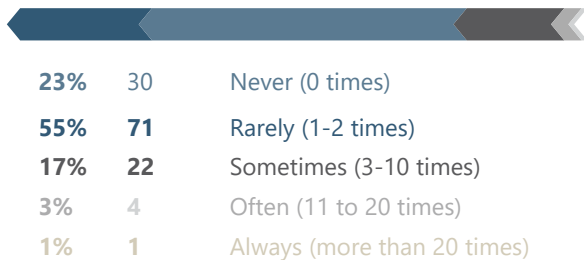 23% 30 Never (0 times)
55% 71 Rarely (1-2 times)
17% 22 Sometimes (3-10 times)
3% 4 Often (11 to 20 times)
1% 1 Always (more than 20 times)